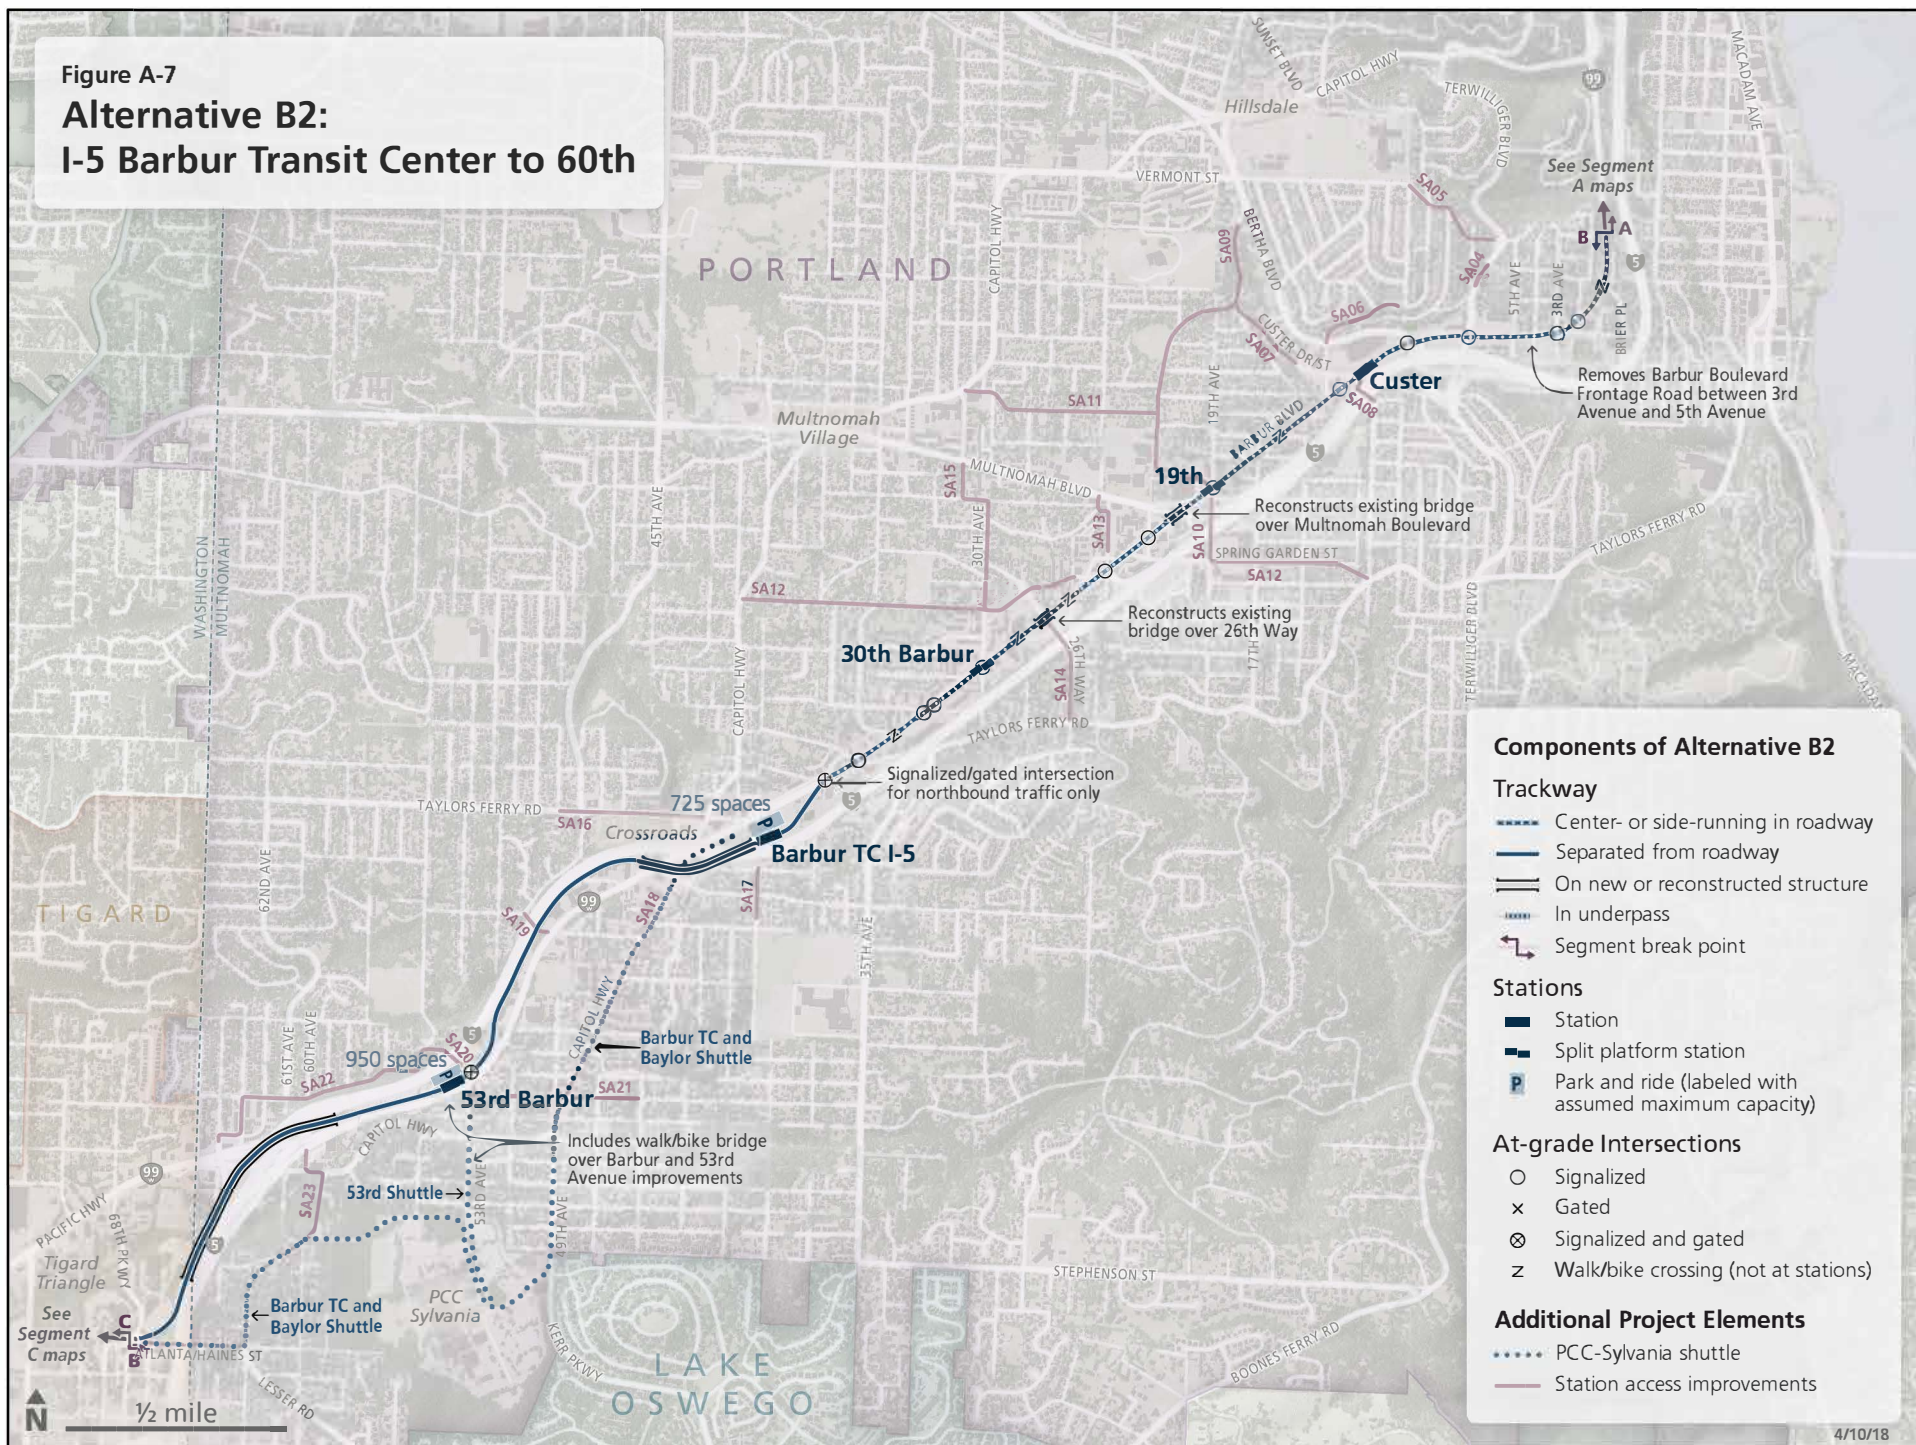 Figure A-7
Alternative B2:
I-5 Barbur Transit Center to 60th
SUNSET BLVD
CAPITOL HWY
99
MACADAM AVE
Hillsdale
TERWILLIGER BLVD
VERMONT ST
See Segment
A maps
SA05
A
B
CAPITOL HWY
SA09
BERTHA BLVD
PORTLAND
5
SA04
5TH AVE
3RD AVE
SA06
BRIER PL
CUSTER DR/ST
SA07
Custer
Removes Barbur Boulevard
Frontage Road between 3rd
Avenue and 5th Avenue
19TH AVE
SA11
SA08
Multnomah
Village
BARBUR BLVD
5
MULTNOMAH BLVD
SA15
19th
45TH AVE
Reconstructs existing bridge
over Multnomah Boulevard
TAYLORS FERRY RD
30TH AVE
SA13
SA10
SPRING GARDEN ST
SA12
SA12
WASHINGTON
MULTNOMAH
TERWILLIGER BLVD
Reconstructs existing
bridge over 26th Way
17TH
MACADAM
30th Barbur
26TH WAY
SA14
CAPITOL HWY
TAYLORS FERRY RD
Signalized/gated intersection
for northbound traffic only
5
725 spaces
P
TAYLORS FERRY RD
SA16
Crossroads
Barbur TC I-5
62ND AVE
SA17
99
SA18
SA19
TIGARD
35TH AVE
CAPITOL HWY
61ST AVE
60TH AVE
5
SA20
950 spaces
P
Barbur TC and
Baylor Shuttle
SA22
SA21
53rd Barbur
CAPITOL HWY
Includes walk/bike bridge
over Barbur and 53rd
Avenue improvements
99
53rd Shuttle
SA23
53RD AVE
49TH AVE
PACIFIC HWY
68TH PKWY
5
Tigard
Triangle
STEPHENSON ST
PCC
Sylvania
Barbur TC and
Baylor Shuttle
See
Segment
C maps
C
B
ATLANTA/HAINES ST
KERR PKWY
LAKE
OSWEGO
BOONES FERRY RD
LESSER RD
N
½ mile
Components of Alternative B2
Trackway
Center- or side-running in roadway
Separated from roadway
On new or reconstructed structure
In underpass
Segment break point
Stations
Station
Split platform station
P
Park and ride (labeled with
assumed maximum capacity)
At-grade Intersections
Signalized
Gated
Signalized and gated
Walk/bike crossing (not at stations)
Additional Project Elements
PCC-Sylvania shuttle
Station access improvements
4/10/18